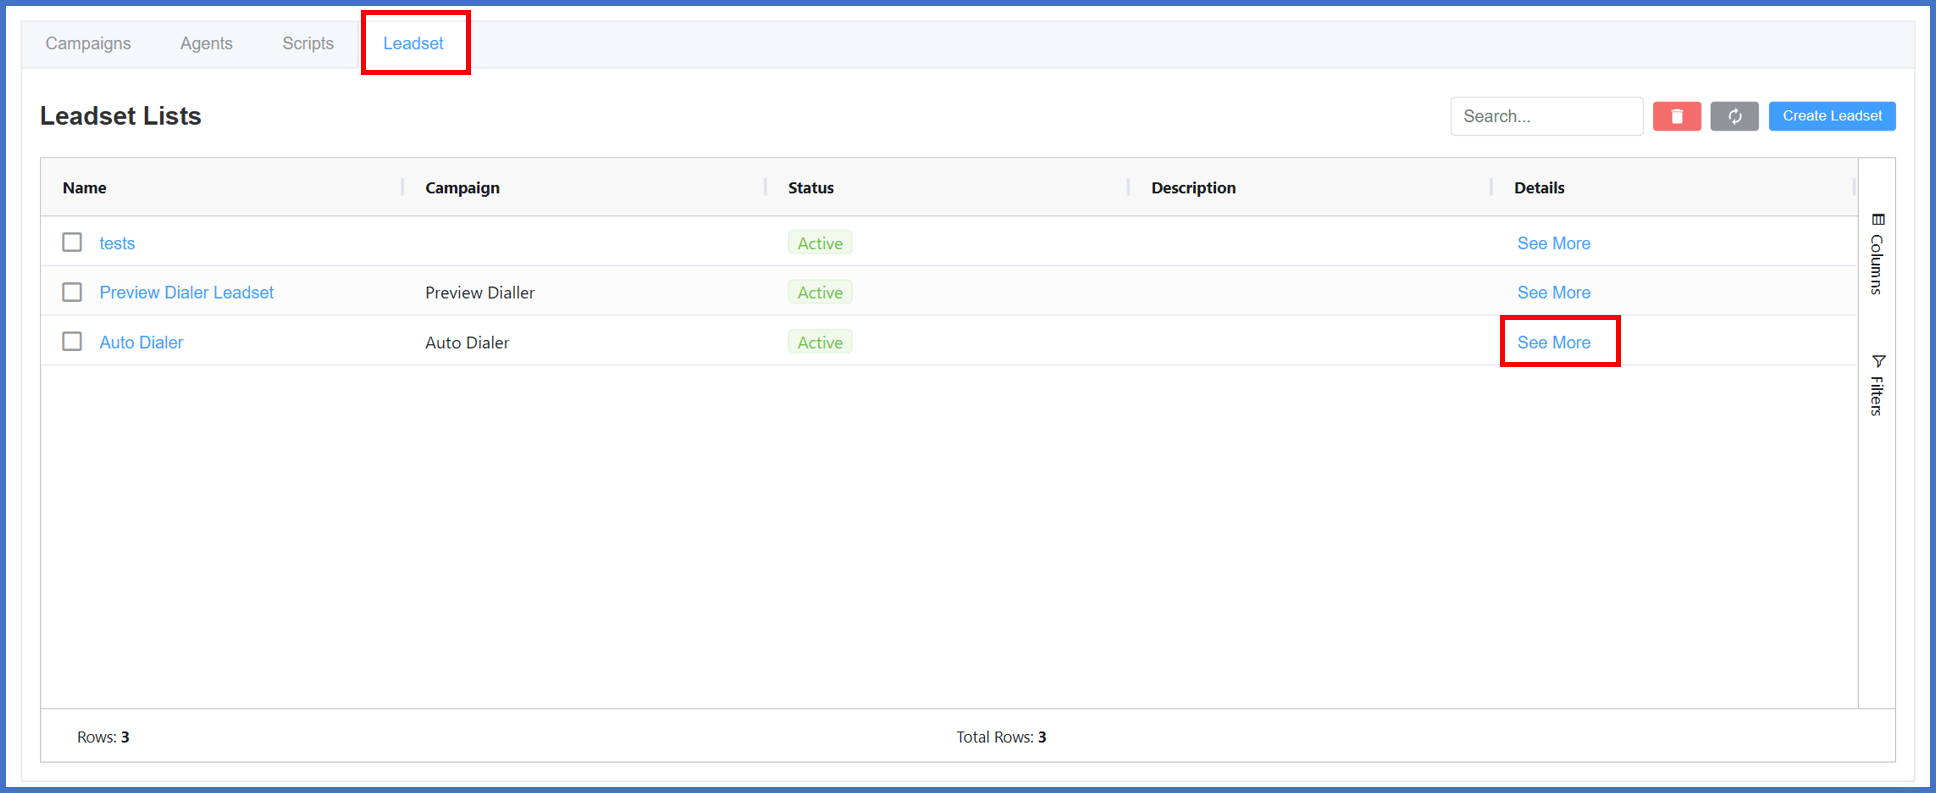 Campaigns Agents Scripts Leadset
Leadset Lists
Search... Create Leadset
Name Campaign Status Description Details
tests Active See More
Preview Dialer Leadset Preview Dialler Active See More
Auto Dialer Auto Dialer Active See More
Columns
Filters
Rows: 3 Total Rows: 3